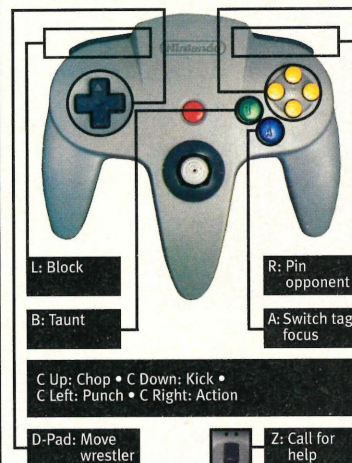 Nintendo
B
A
L: Block
R: Pin
opponent
B: Taunt
A: Switch tag
focus
C Up: Chop • C Down: Kick •
C Left: Punch • C Right: Action
D-Pad: Move
wrestler
Z: Call for
help